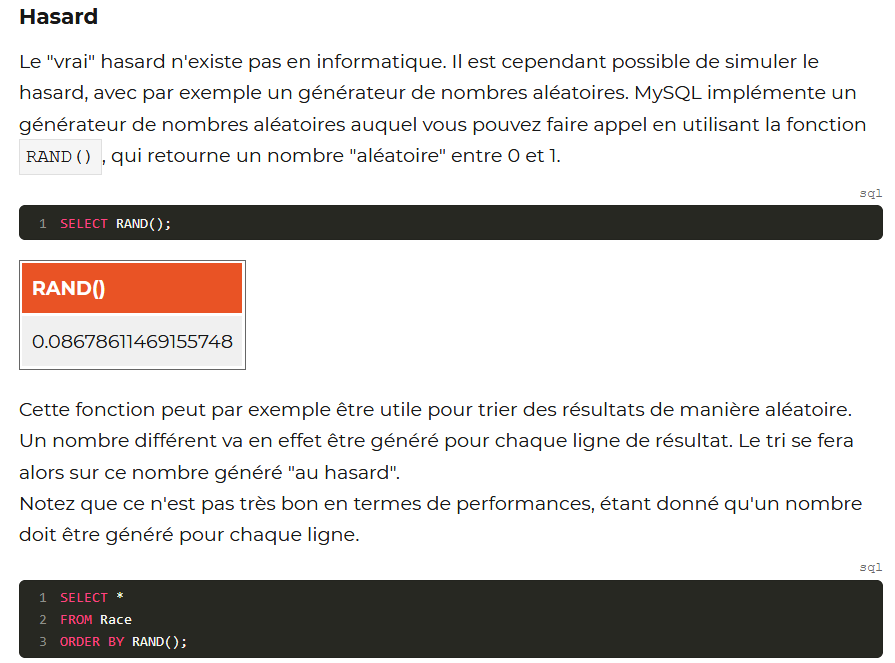 Hasard
Le "vrai" hasard n'existe pas en informatique. Il est cependant possible de simuler le
hasard, avec par exemple un générateur de nombres aléatoires. MySQL implémente un
générateur de nombres aléatoires auquel vous pouvez faire appel en utilisant la fonction
RAND() , qui retourne un nombre "aléatoire" entre 0 et 1.
sql
1 SELECT RAND();
RAND()
0.08678611469155748
Cette fonction peut par exemple être utile pour trier des résultats de manière aléatoire.
Un nombre différent va en effet être généré pour chaque ligne de résultat. Le tri se fera
alors sur ce nombre généré "au hasard".
Notez que ce n'est pas très bon en termes de performances, étant donné qu'un nombre
doit être généré pour chaque ligne.
sql
1 SELECT *
2 FROM Race
3 ORDER BY RAND();